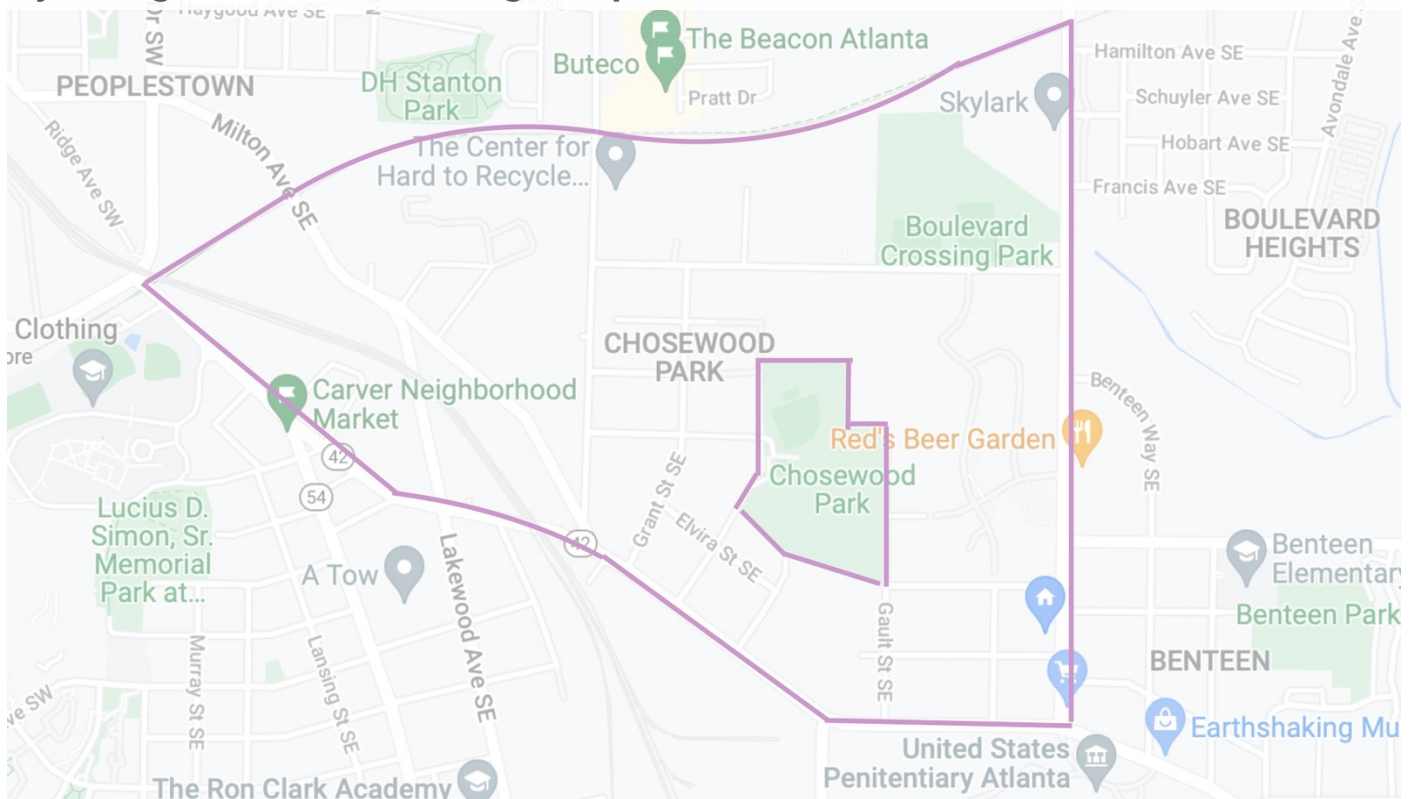 Haygood Ave SE
The Beacon Atlanta
Buteco
PEOPLESTOWN
DH Stanton
Park
Pratt Dr
Skylark
Hamilton Ave SE
Schuyler Ave SE
Hobart Ave SE
Francis Ave SE
Avondale Ave S
Ridge Ave SW
Milton Ave SE
The Center for
Hard to Recycle...
Boulevard
Crossing Park
BOULEVARD
HEIGHTS
Clothing
ore
CHOSEWOOD
PARK
Carver Neighborhood
Market
42
54
Red's Beer Garden
Benteen Way SE
Chosewood
Park
Lucius D.
Simon, Sr.
Memorial
Park at...
Grant St SE
Elvira St SE
42
A Tow
Lakewood Ave SE
Benteen
Elementary
Benteen Park
Murray St SE
Lansing St SE
Gault St SE
BENTEEN
ve SW
Earthshaking Mu
United States
Penitentiary Atlanta
The Ron Clark Academy